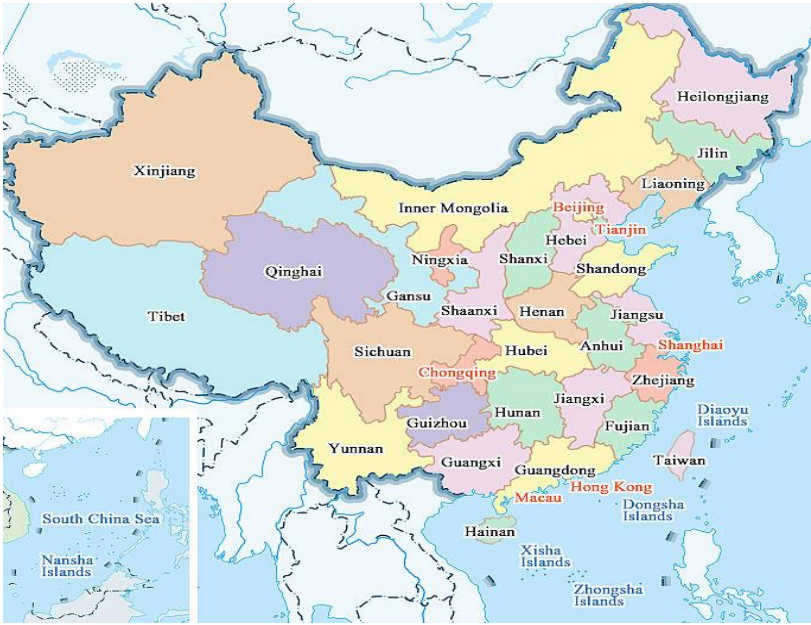 Heilongjiang
Jilin
Xinjiang
Liaoning
Inner Mongolia
Beijing
Tianjin
Hebei
Ningxia
Shanxi
Qinghai
Shandong
Gansu
Tibet
Shaanxi
Henan
Jiangsu
Sichuan
Hubei
Anhui
Shanghai
Chongqing
Zhejiang
Jiangxi
Hunan
Diaoyu
Islands
Guizhou
Fujian
Yunnan
Guangxi
Taiwan
Guangdong
Hong Kong
Macau
Dongsha
Islands
South China Sea
Hainan
Xisha
Islands
Nansha
Islands
Zhongsha
Islands